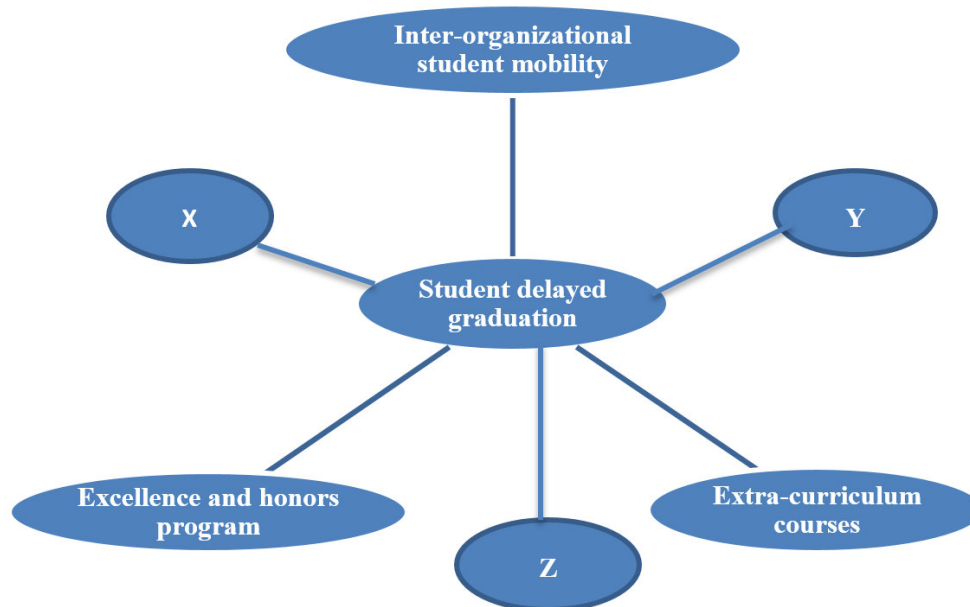 Inter-organizational
student mobility
X
Y
Student delayed
graduation
Excellence and honors
program
Extra-curriculum
courses
Z